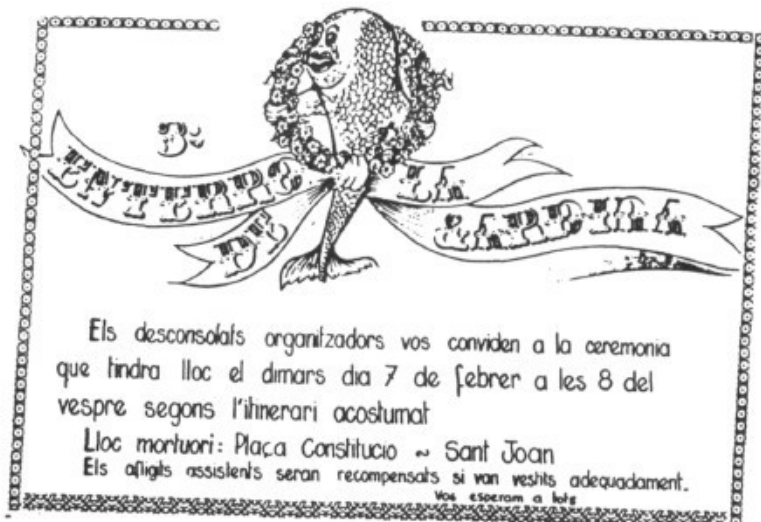 Els desconsolats organitzadors vos conviden a la ceremonia
que tindra lloc el dimars dia 7 de febrer a les 8 del
vespre segons l'itinerari acostumat
Lloc mortuori: Plaça Constitucio ~ Sant Joan
Els afligits assistents seran recompensats si van vestits adequadament.
Vos esperam a tots